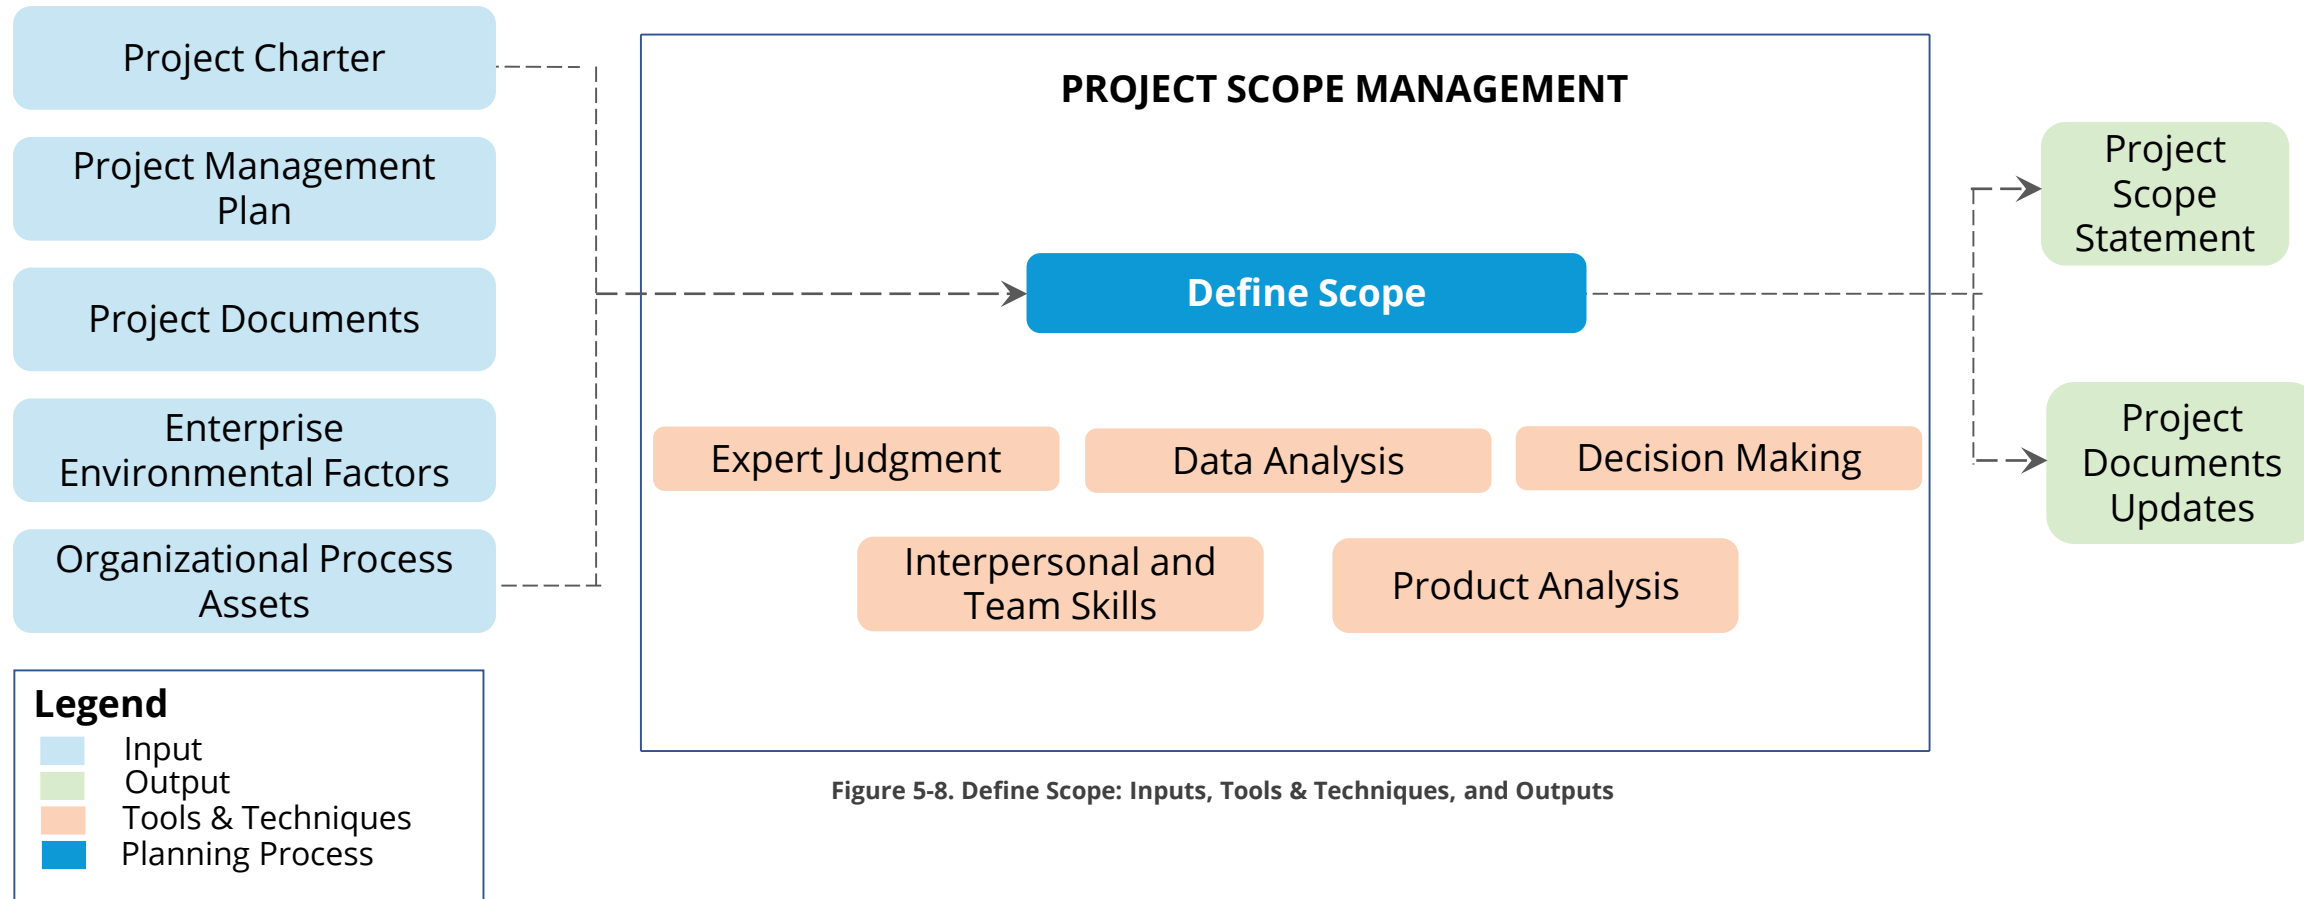 Project Charter
Project Management
Plan
Project Documents
Enterprise
Environmental Factors
Organizational Process
Assets
PROJECT SCOPE MANAGEMENT
Define Scope
Expert Judgment
Data Analysis
Decision Making
Interpersonal and
Team Skills
Product Analysis
Project
Scope
Statement
Project
Documents
Updates
Legend
Input
Output
Tools & Techniques
Planning Process
Figure 5-8. Define Scope: Inputs, Tools & Techniques, and Outputs